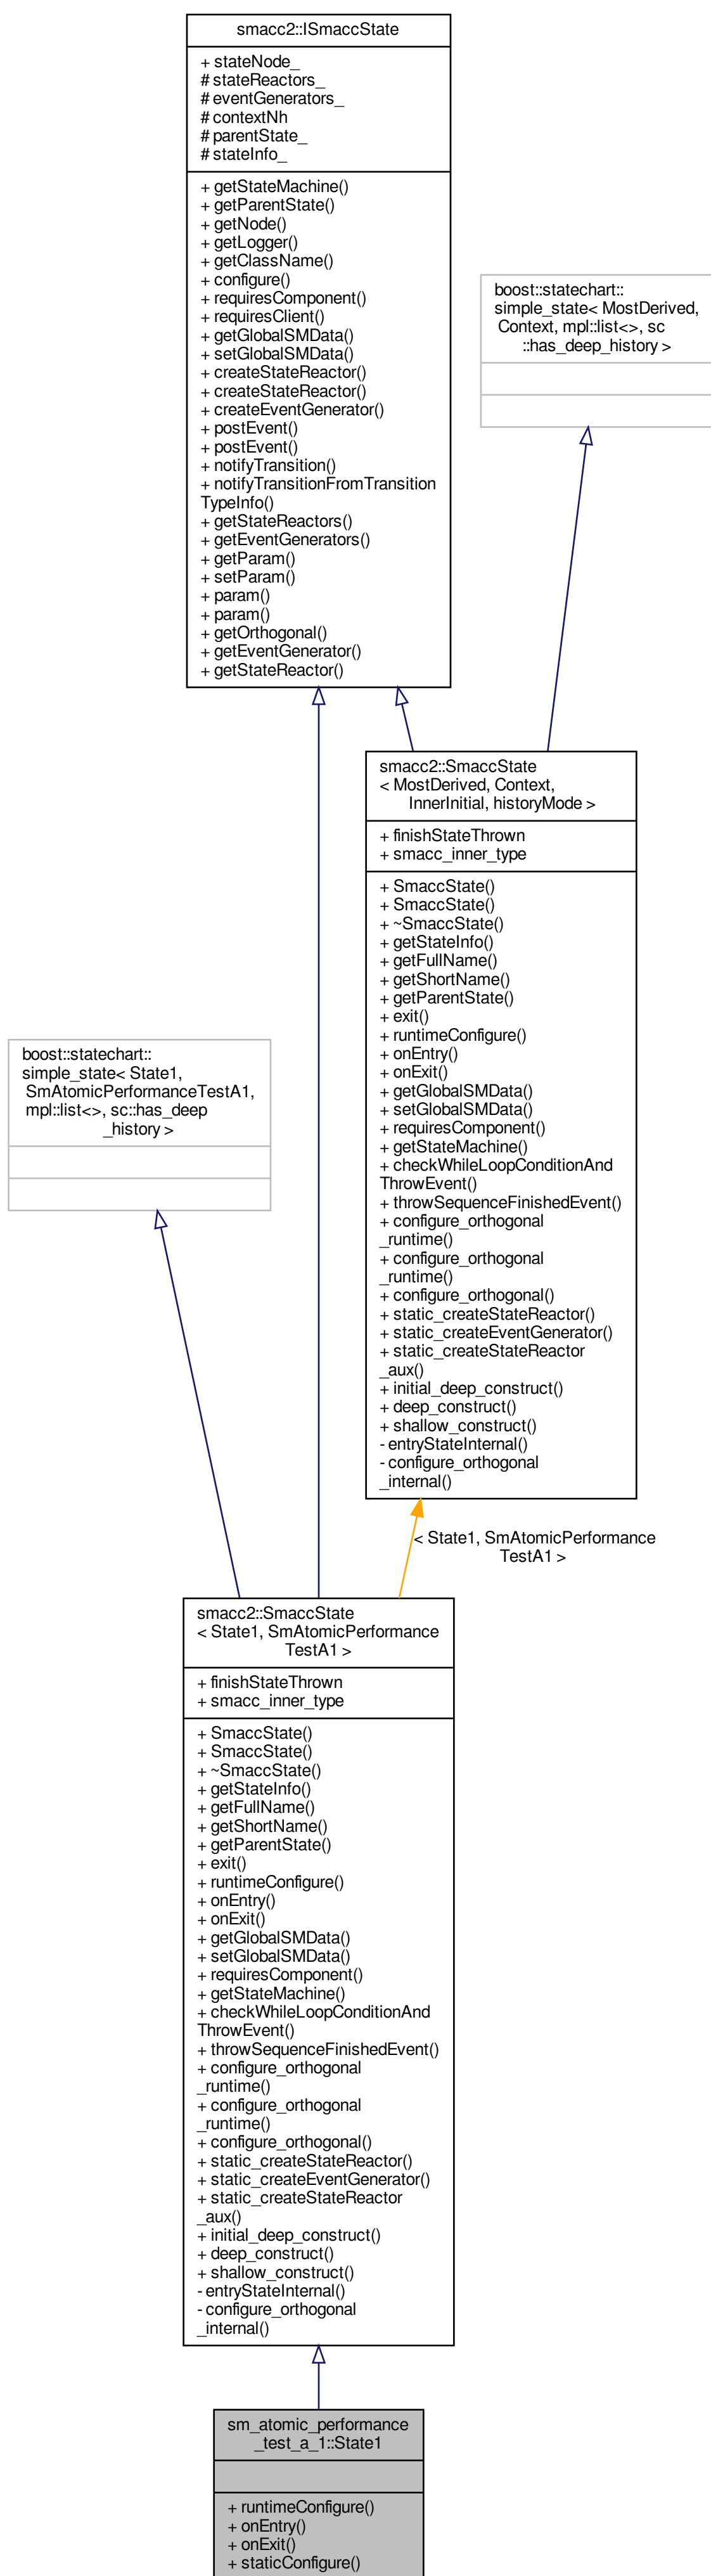 smacc2::ISmaccState
+ stateNode_
# stateReactors_
# eventGenerators_
# contextNh
# parentState_
# stateInfo_
+ getStateMachine()
+ getParentState()
+ getNode()
+ getLogger()
+ getClassName()
+ configure()
+ requiresComponent()
+ requiresClient()
+ getGlobalSMData()
+ setGlobalSMData()
+ createStateReactor()
+ createStateReactor()
+ createEventGenerator()
+ postEvent()
+ postEvent()
+ notifyTransition()
+ notifyTransitionFromTransition
TypeInfo()
+ getStateReactors()
+ getEventGenerators()
+ getParam()
+ setParam()
+ param()
+ param()
+ getOrthogonal()
+ getEventGenerator()
+ getStateReactor()
boost::statechart::
simple_state< MostDerived,
Context, mpl::list<>, sc
::has_deep_history >
smacc2::SmaccState
< MostDerived, Context,
InnerInitial, historyMode >
+ finishStateThrown
+ smacc_inner_type
+ SmaccState()
+ SmaccState()
+ ~SmaccState()
+ getStateInfo()
+ getFullName()
+ getShortName()
+ getParentState()
+ exit()
+ runtimeConfigure()
+ onEntry()
+ onExit()
+ getGlobalSMData()
+ setGlobalSMData()
+ requiresComponent()
+ getStateMachine()
+ checkWhileLoopConditionAnd
ThrowEvent()
+ throwSequenceFinishedEvent()
+ configure_orthogonal
_runtime()
+ configure_orthogonal
_runtime()
+ configure_orthogonal()
+ static_createStateReactor()
+ static_createEventGenerator()
+ static_createStateReactor
_aux()
+ initial_deep_construct()
+ deep_construct()
+ shallow_construct()
- entryStateInternal()
- configure_orthogonal
_internal()
boost::statechart::
simple_state< State1,
SmAtomicPerformanceTestA1,
mpl::list<>, sc::has_deep
_history >
< State1, SmAtomicPerformance
TestA1 >
smacc2::SmaccState
< State1, SmAtomicPerformance
TestA1 >
+ finishStateThrown
+ smacc_inner_type
+ SmaccState()
+ SmaccState()
+ ~SmaccState()
+ getStateInfo()
+ getFullName()
+ getShortName()
+ getParentState()
+ exit()
+ runtimeConfigure()
+ onEntry()
+ onExit()
+ getGlobalSMData()
+ setGlobalSMData()
+ requiresComponent()
+ getStateMachine()
+ checkWhileLoopConditionAnd
ThrowEvent()
+ throwSequenceFinishedEvent()
+ configure_orthogonal
_runtime()
+ configure_orthogonal
_runtime()
+ configure_orthogonal()
+ static_createStateReactor()
+ static_createEventGenerator()
+ static_createStateReactor
_aux()
+ initial_deep_construct()
+ deep_construct()
+ shallow_construct()
- entryStateInternal()
- configure_orthogonal
_internal()
sm_atomic_performance
_test_a_1::State1
+ runtimeConfigure()
+ onEntry()
+ onExit()
+ staticConfigure()